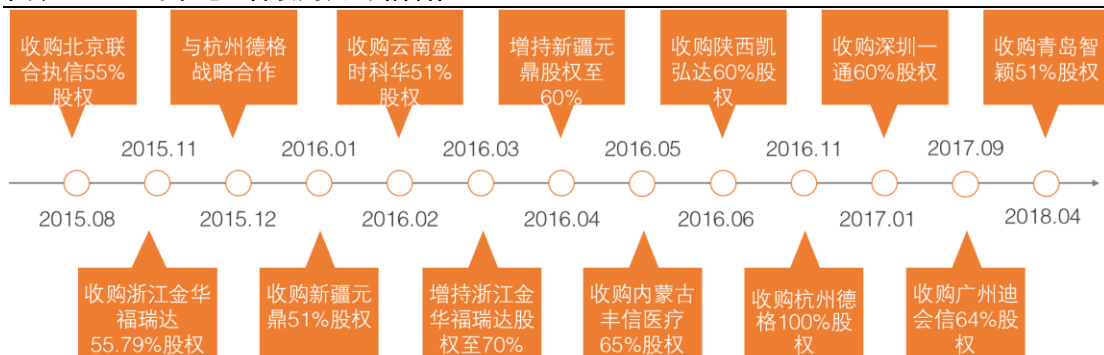 收购北京联
合执信55%
股权
与杭州德格
战略合作
收购云南盛
时科华51%
股权
增持新疆元
鼎股权至
60%
收购陕西凯
弘达60%股
权
收购深圳一
通60%股权
收购青岛智
颖51%股权
2015.11
2016.01
2016.03
2016.05
2016.11
2017.09
2015.08
2015.12
2016.02
2016.04
2016.06
2017.01
2018.04
收购浙江金华
福瑞达
55.79%股权
收购新疆元
鼎51%股权
增持浙江金
华福瑞达股
权至70%
收购内蒙古
丰信医疗
65%股权
收购杭州德
格100%股
权
收购广州迪
会信64%股
权